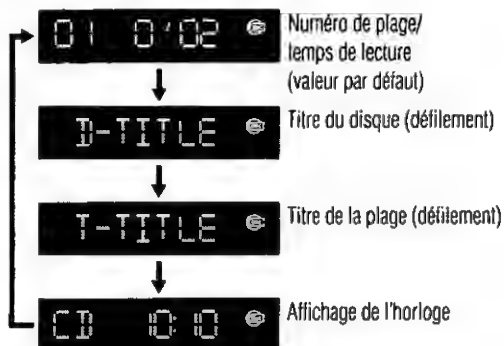 01 0'02
Numéro de plage/
temps de lecture
(valeur par défaut)
D-TITLE
Titre du disque (défilement)
T-TITLE
Titre de la plage (défilement)
CD 10:10
Affichage de l'horloge